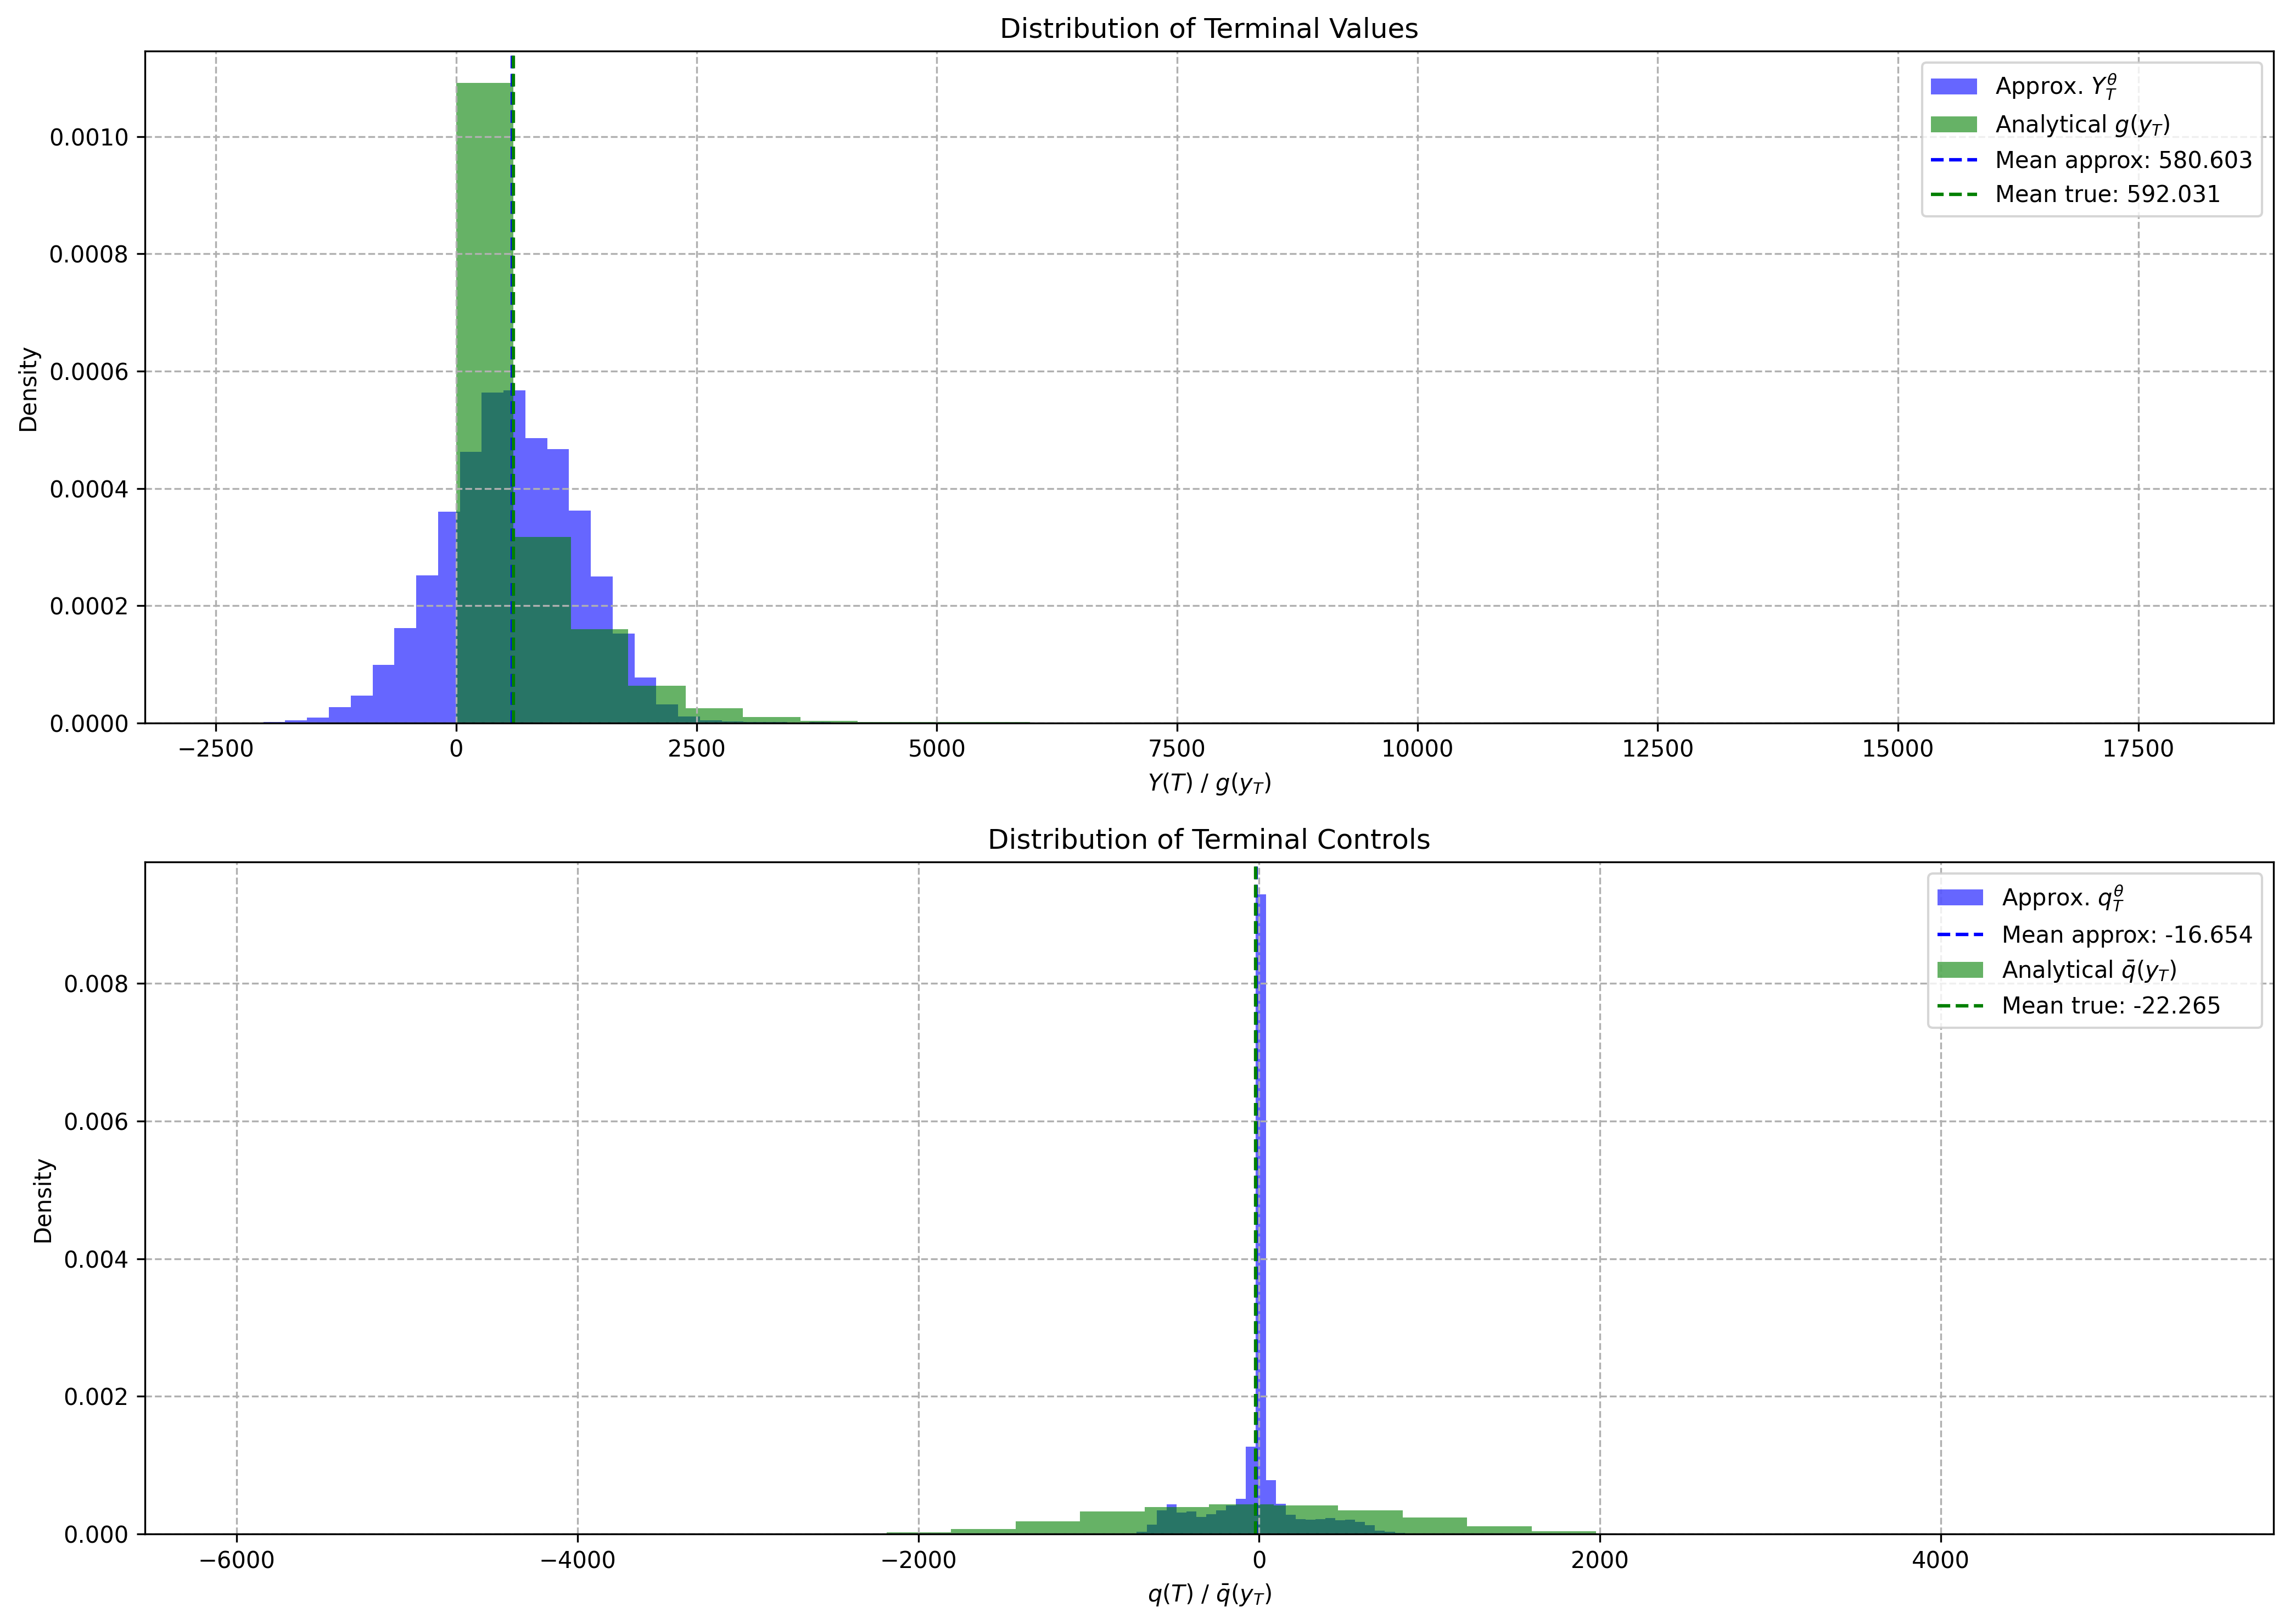 Distribution of Terminal Values
Density
0.0010
0.0008
0.0006
0.0004
0.0002
0.0000
Approx. $Y_T^\theta$
Analytical $g(y_T)$
Mean approx: 580.603
Mean true: 592.031
−2500 0 2500 5000 7500 10000 12500 15000 17500
$Y(T)$ / $g(y_T)$
Distribution of Terminal Controls
Density
0.008
0.006
0.004
0.002
0.000
Approx. $q_T^\theta$
Mean approx: -16.654
Analytical $\bar{q}(y_T)$
Mean true: -22.265
−6000 −4000 −2000 0 2000 4000
$q(T)$ / $\bar{q}(y_T)$